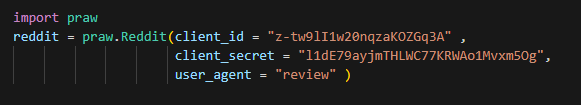 import praw
reddit = praw.Reddit(client_id = "z-tw9lI1w20nqzaKOZGq3A" ,
client_secret = "l1dE79ayjmTHLWC77KRWAo1Mvxm5Og",
user_agent = "review" )